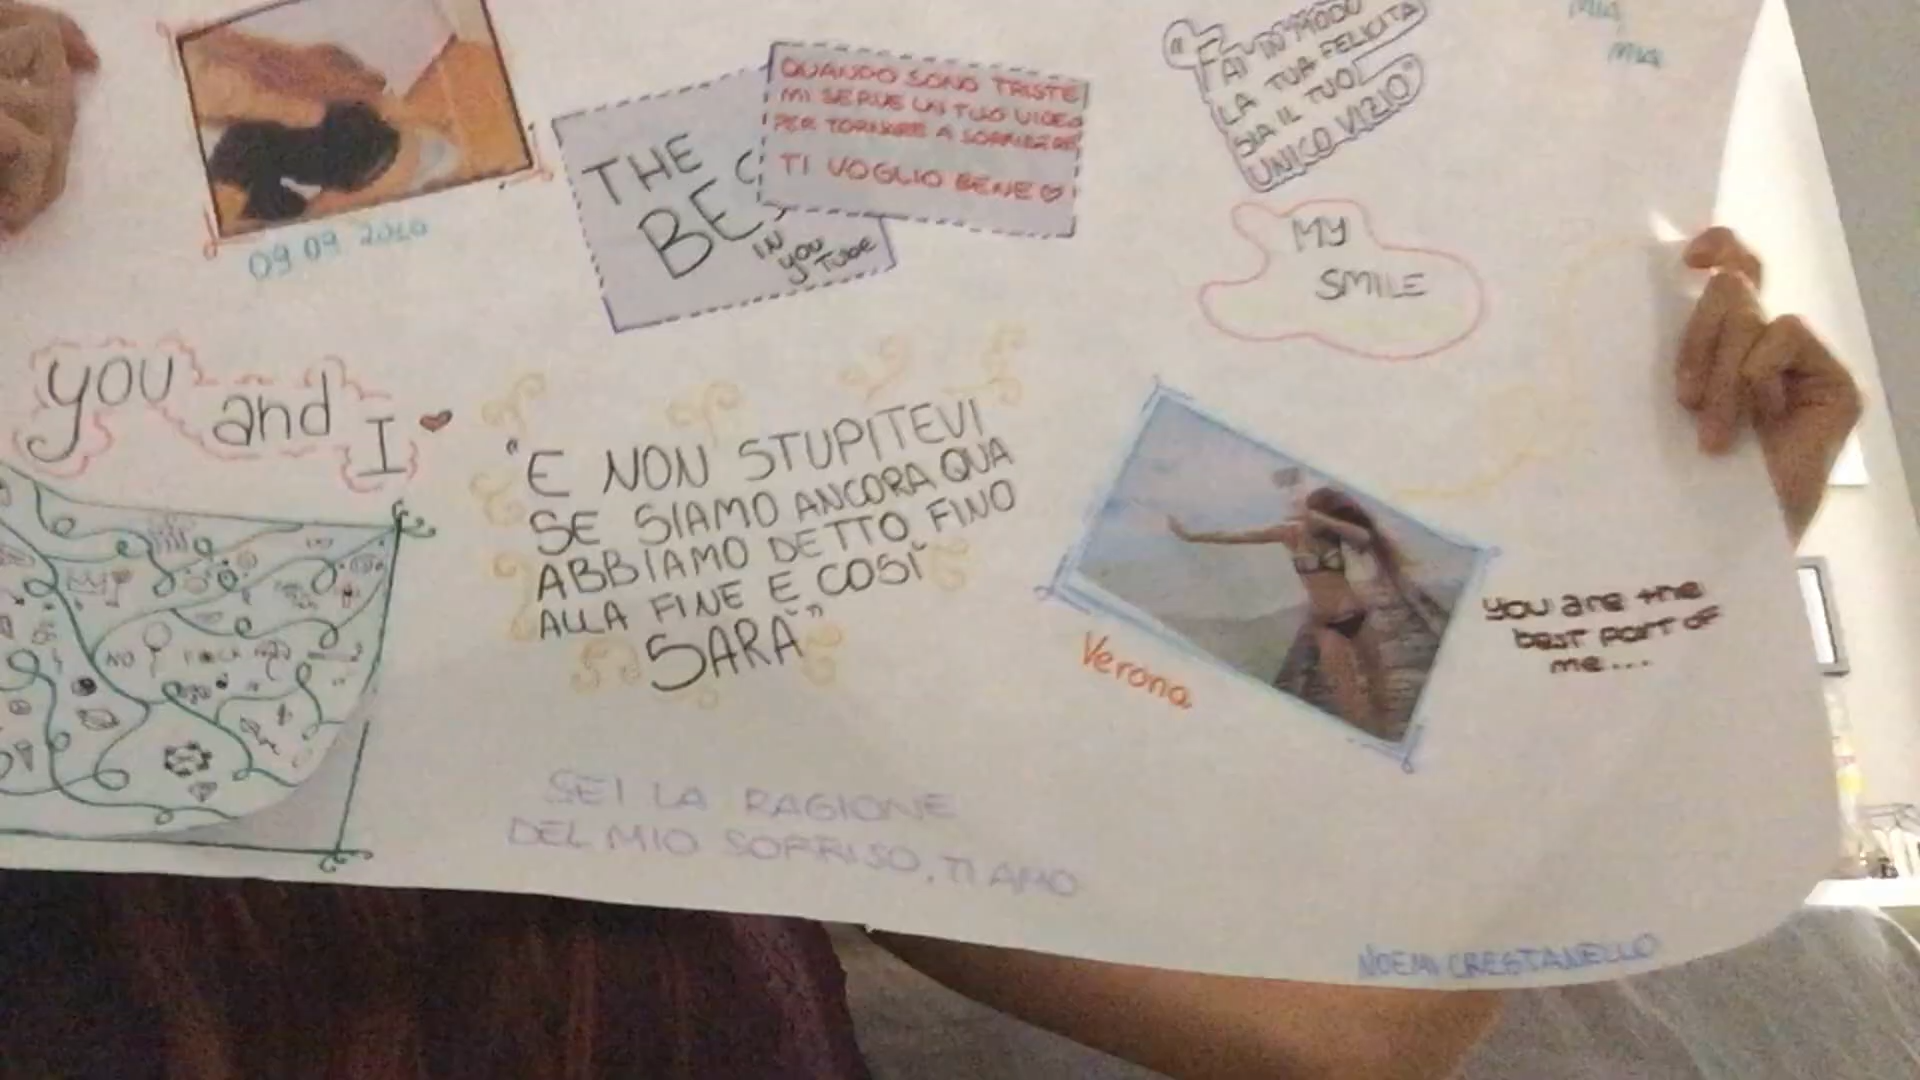 MIA
MIA
"FAI IN MODO
LA TUA FELICITÀ
SIA IL TUO
UNICO VIZIO"
QUANDO SONO TRISTE
MI SERVE UN TUO VIDEO
PER TORNARE A SORRIDERE
TI VOGLIO BENE
THE
BE
IN
YOU
TUBE
MY
SMILE
you
and
I
"E NON STUPITEVI
SE SIAMO ANCORA QUA
ABBIAMO DETTO FINO
ALLA FINE E COSÌ
SARÀ"
Verona
You are the
best part of
me...
NO
SEI LA RAGIONE
DEL MIO SORRISO, TI AMO
NOEMI CRESTANELLO